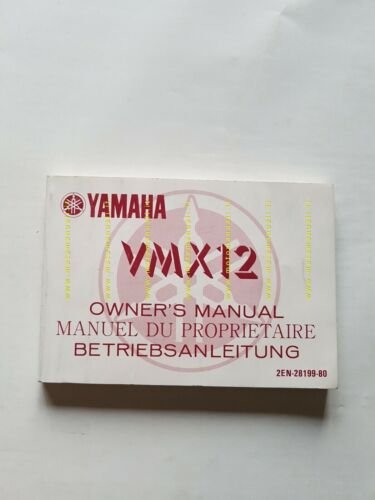 YAMAHA
VMX12
OWNER'S MANUAL
MANUEL DU PROPRIETAIRE
BETRIEBSANLEITUNG
2EN-28199-80